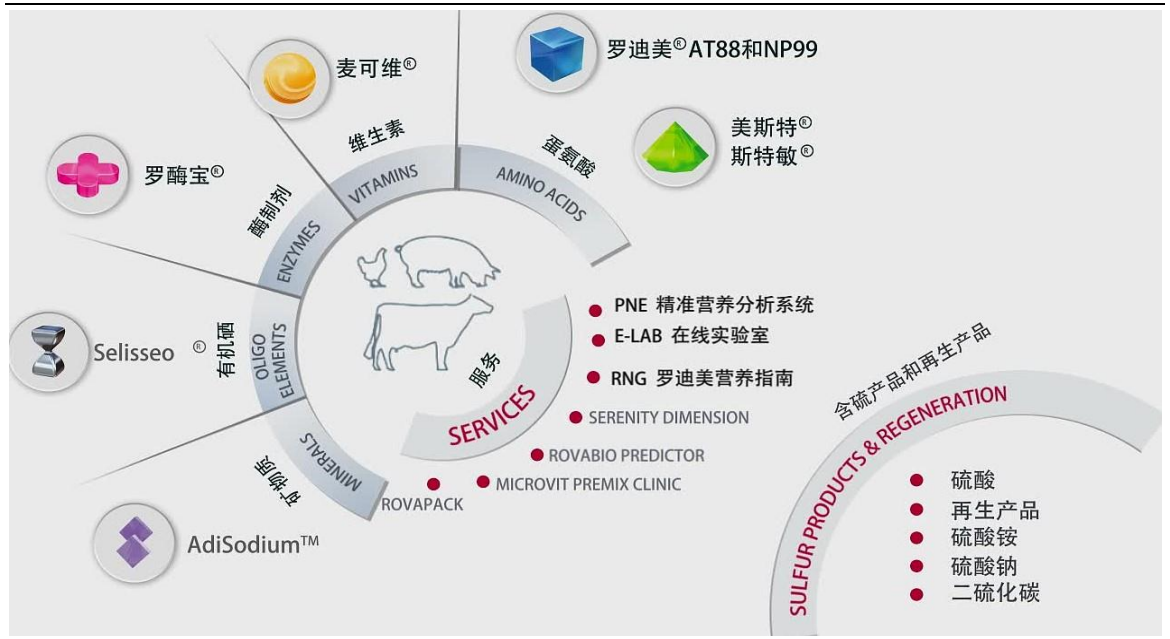 罗迪美®AT88和NP99
麦可维®
美斯特®
斯特敏®
维生素
蛋氨酸
VITAMINS
AMINO ACIDS
罗酶宝®
酶制剂
ENZYMES
Selisseo ®
有机硒
OLIGO
ELEMENTS
矿物质
MINERALS
AdiSodium™
服务
SERVICES
PNE 精准营养分析系统
E-LAB 在线实验室
RNG 罗迪美营养指南
SERENITY DIMENSION
ROVABIO PREDICTOR
MICROVIT PREMIX CLINIC
ROVAPACK
含硫产品和再生产品
SULFUR PRODUCTS & REGENERATION
硫酸
再生产品
硫酸铵
硫酸钠
二硫化碳